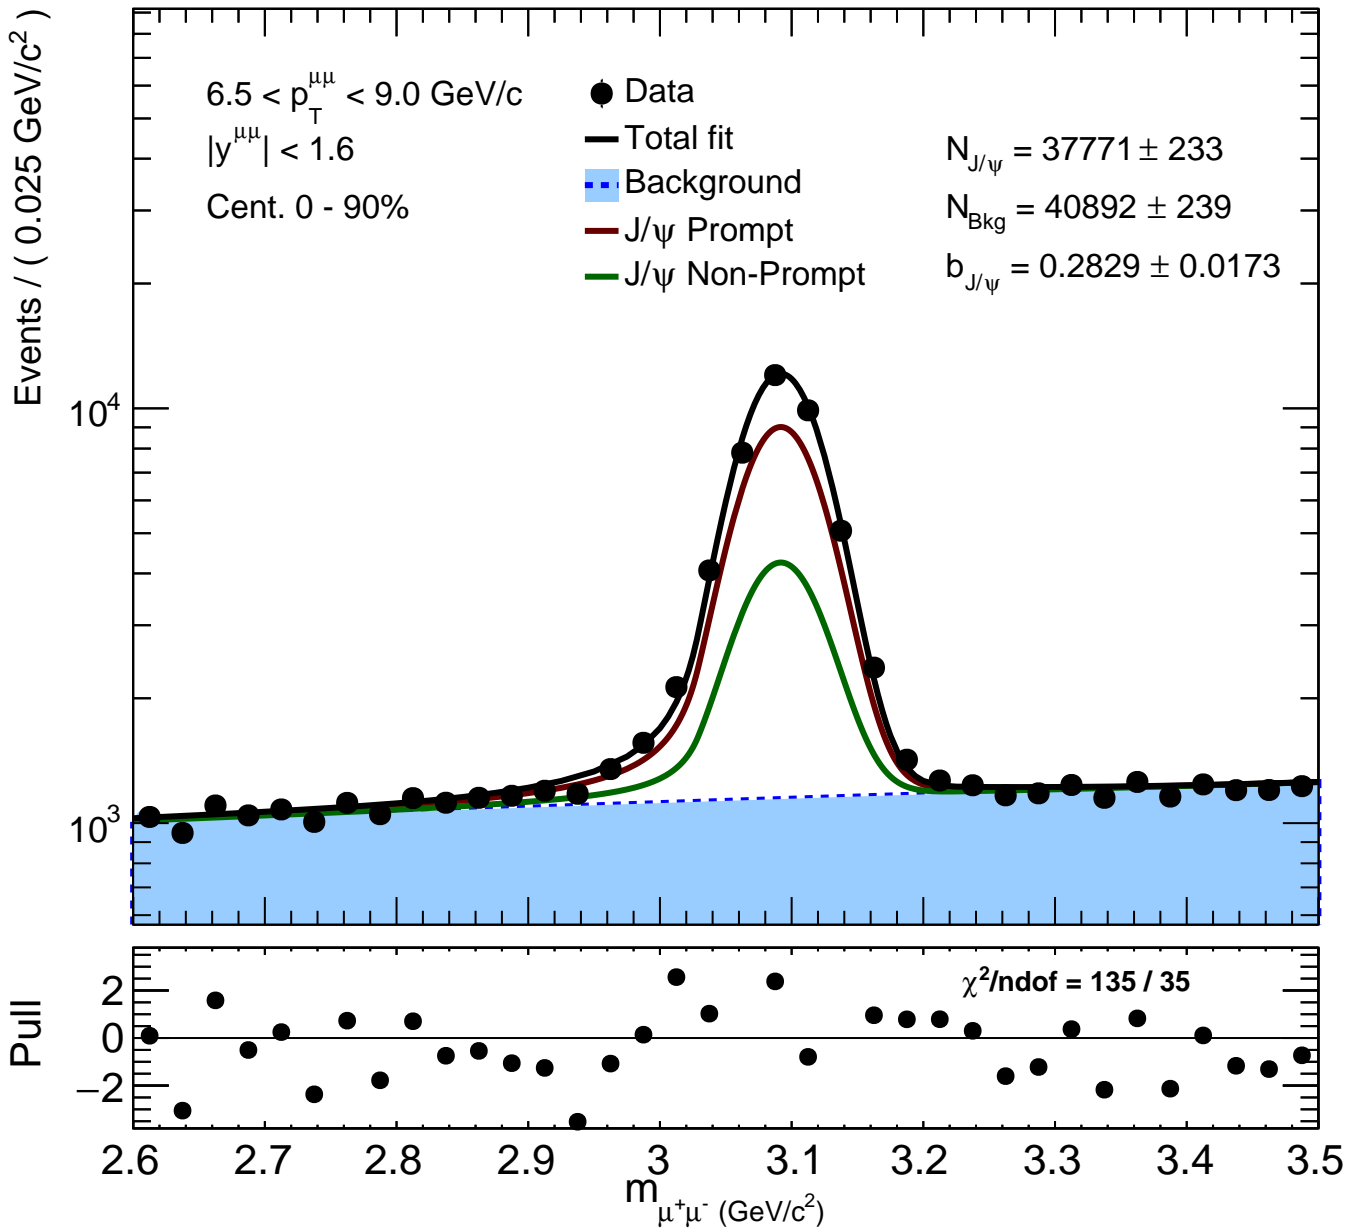 Events / ( 0.025 GeV/c²)
6.5 < p_T^μμ < 9.0 GeV/c
|y^μμ| < 1.6
Cent. 0 - 90%
Data
Total fit
Background
J/ψ Prompt
J/ψ Non-Prompt
N_J/ψ = 37771 ± 233
N_Bkg = 40892 ± 239
b_J/ψ = 0.2829 ± 0.0173
10⁴
10³
Pull
2
0
−2
χ²/ndof = 135 / 35
2.6 2.7 2.8 2.9 3 3.1 3.2 3.3 3.4 3.5
m_μ⁺μ⁻ (GeV/c²)